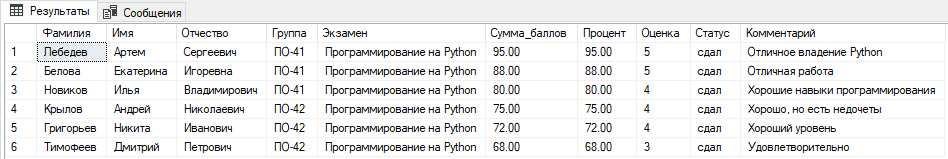 Результаты Сообщения
Фамилия Имя Отчество Группа Экзамен Сумма_баллов Процент Оценка Статус Комментарий
1 Лебедев Артем Сергеевич ПО-41 Программирование на Python 95.00 95.00 5 сдал Отличное владение Python
2 Белова Екатерина Игоревна ПО-41 Программирование на Python 88.00 88.00 5 сдал Отличная работа
3 Новиков Илья Владимирович ПО-41 Программирование на Python 80.00 80.00 4 сдал Хорошие навыки программирования
4 Крылов Андрей Николаевич ПО-42 Программирование на Python 75.00 75.00 4 сдал Хорошо, но есть недочеты
5 Григорьев Никита Иванович ПО-42 Программирование на Python 72.00 72.00 4 сдал Хороший уровень
6 Тимофеев Дмитрий Петрович ПО-42 Программирование на Python 68.00 68.00 3 сдал Удовлетворительно